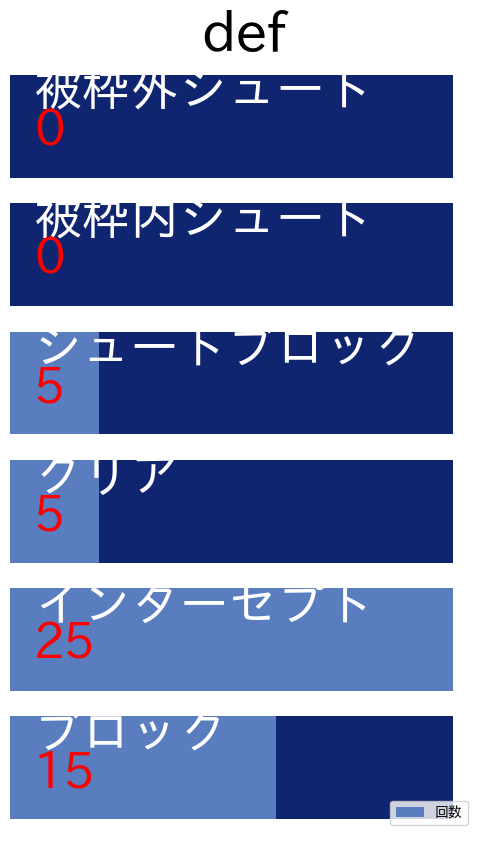 def
被枠外シュート
0
被枠内シュート
0
シュートブロック
5
クリア
5
インターセプト
25
ブロック
15
回数